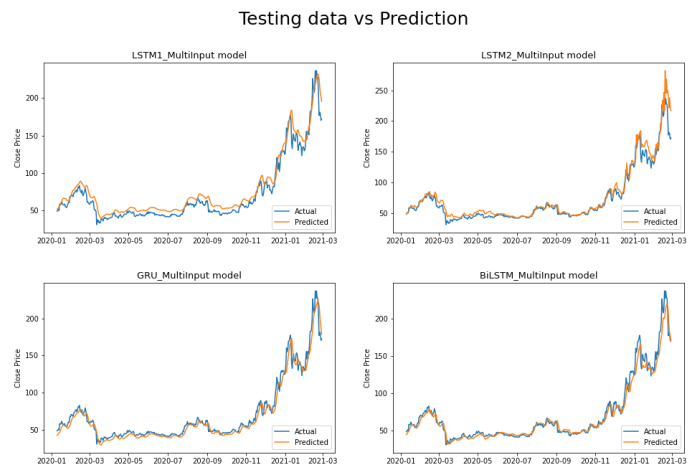 Testing data vs Prediction
LSTM1_MultiInput model
Close Price
200
150
100
50
Actual
Predicted
2020-01 2020-03 2020-05 2020-07 2020-09 2020-11 2021-01 2021-03
LSTM2_MultiInput model
Close Price
250
200
150
100
50
Actual
Predicted
2020-01 2020-03 2020-05 2020-07 2020-09 2020-11 2021-01 2021-03
GRU_MultiInput model
Close Price
200
150
100
50
Actual
Predicted
2020-01 2020-03 2020-05 2020-07 2020-09 2020-11 2021-01 2021-03
BiLSTM_MultiInput model
Close Price
200
150
100
50
Actual
Predicted
2020-01 2020-03 2020-05 2020-07 2020-09 2020-11 2021-01 2021-03